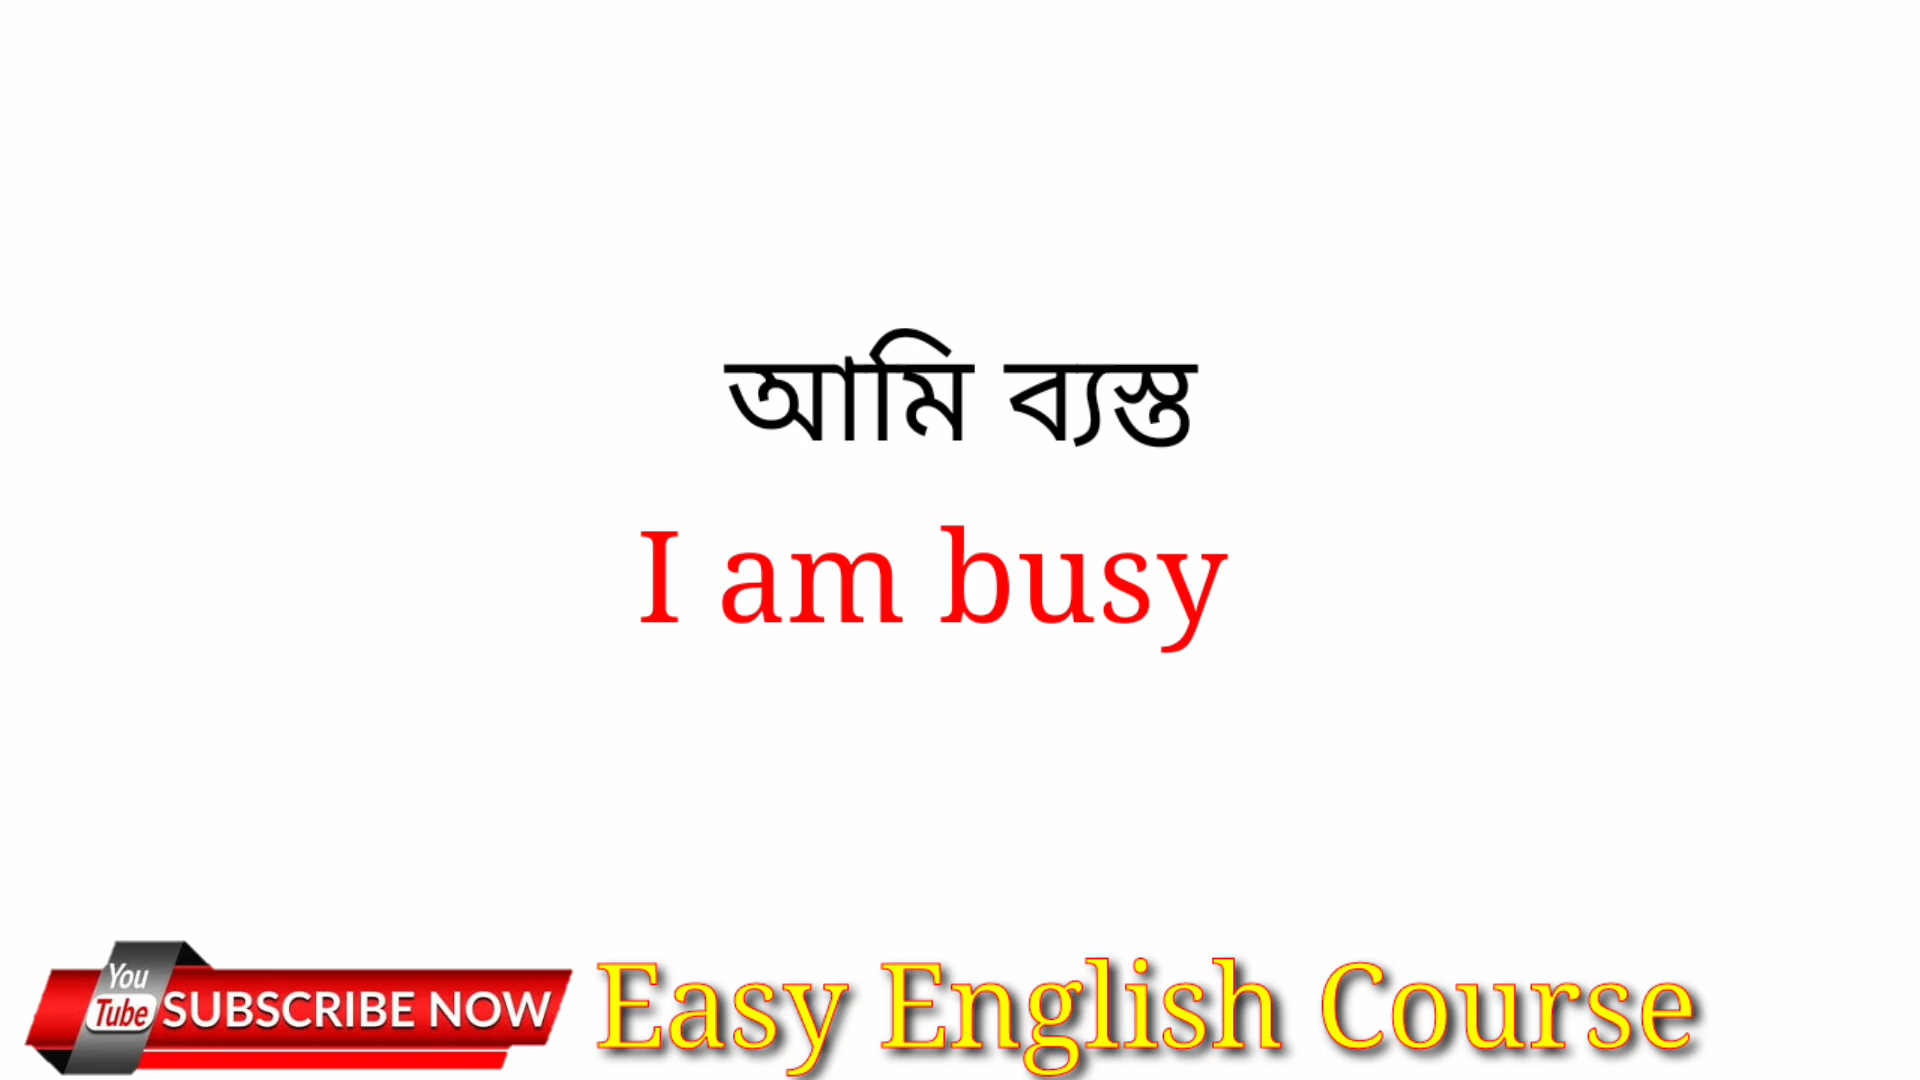 আমি ব্যস্ত
I am busy
You
Tube SUBSCRIBE NOW
Easy English Course